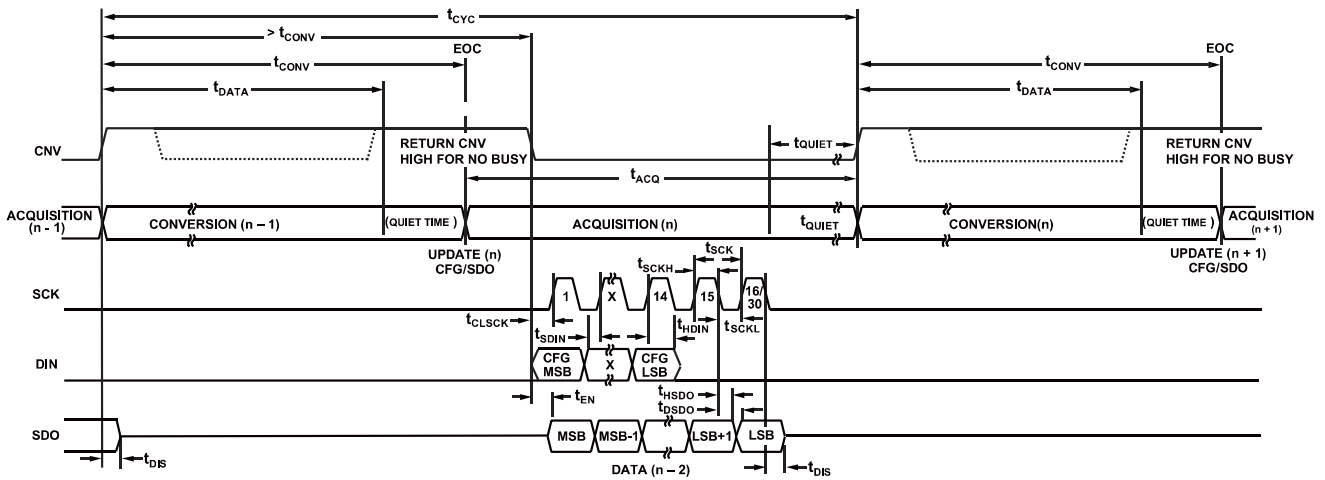 tCYC
> tCONV
EOC
EOC
tCONV
tCONV
tDATA
tDATA
CNV
RETURN CNV
HIGH FOR NO BUSY
tQUIET
RETURN CNV
HIGH FOR NO BUSY
tACQ
ACQUISITION
(n - 1)
CONVERSION (n – 1)
(QUIET TIME )
ACQUISITION (n)
tQUIET
CONVERSION(n)
(QUIET TIME )
ACQUISITION
(n + 1)
UPDATE (n)
CFG/SDO
UPDATE (n + 1)
CFG/SDO
tSCK
tSCKH
SCK
1
X
14
15
16/
30
tCLSCK
tSDIN
tHDIN
tSCKL
DIN
CFG
MSB
X
CFG
LSB
tEN
tHSDO
tDSDO
SDO
MSB
MSB-1
LSB+1
LSB
tDIS
DATA (n – 2)
tDIS